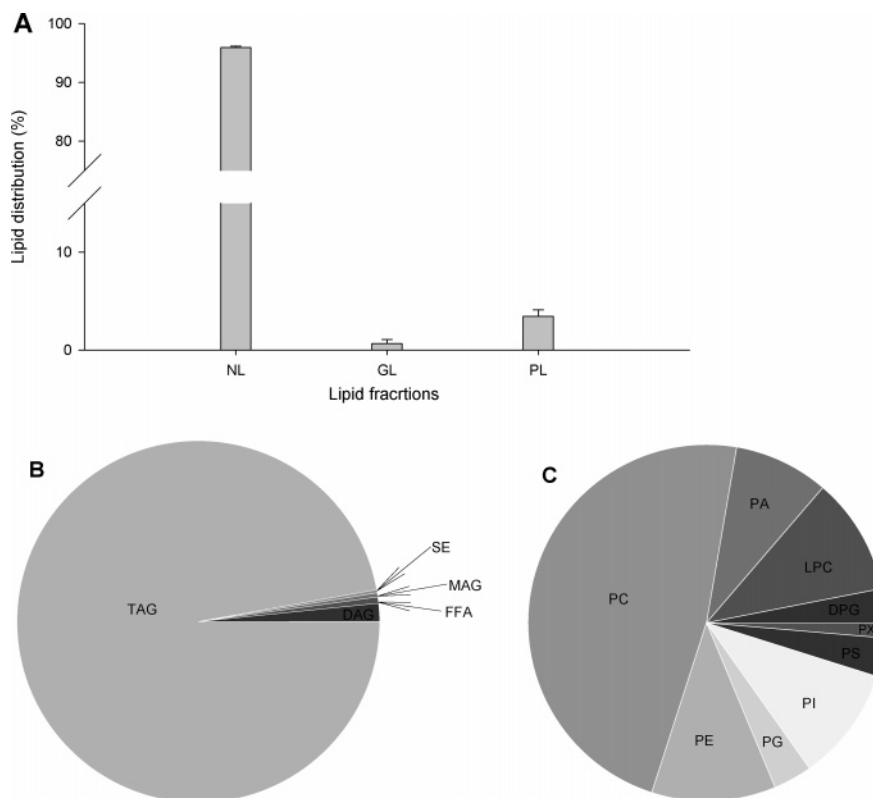 A
100
90
80
10
0
Lipid distribution (%)
NL
GL
PL
Lipid fracrtions
B
TAG
SE
MAG
FFA
DAG
C
PC
PA
LPC
DPG
PX
PS
PI
PG
PE